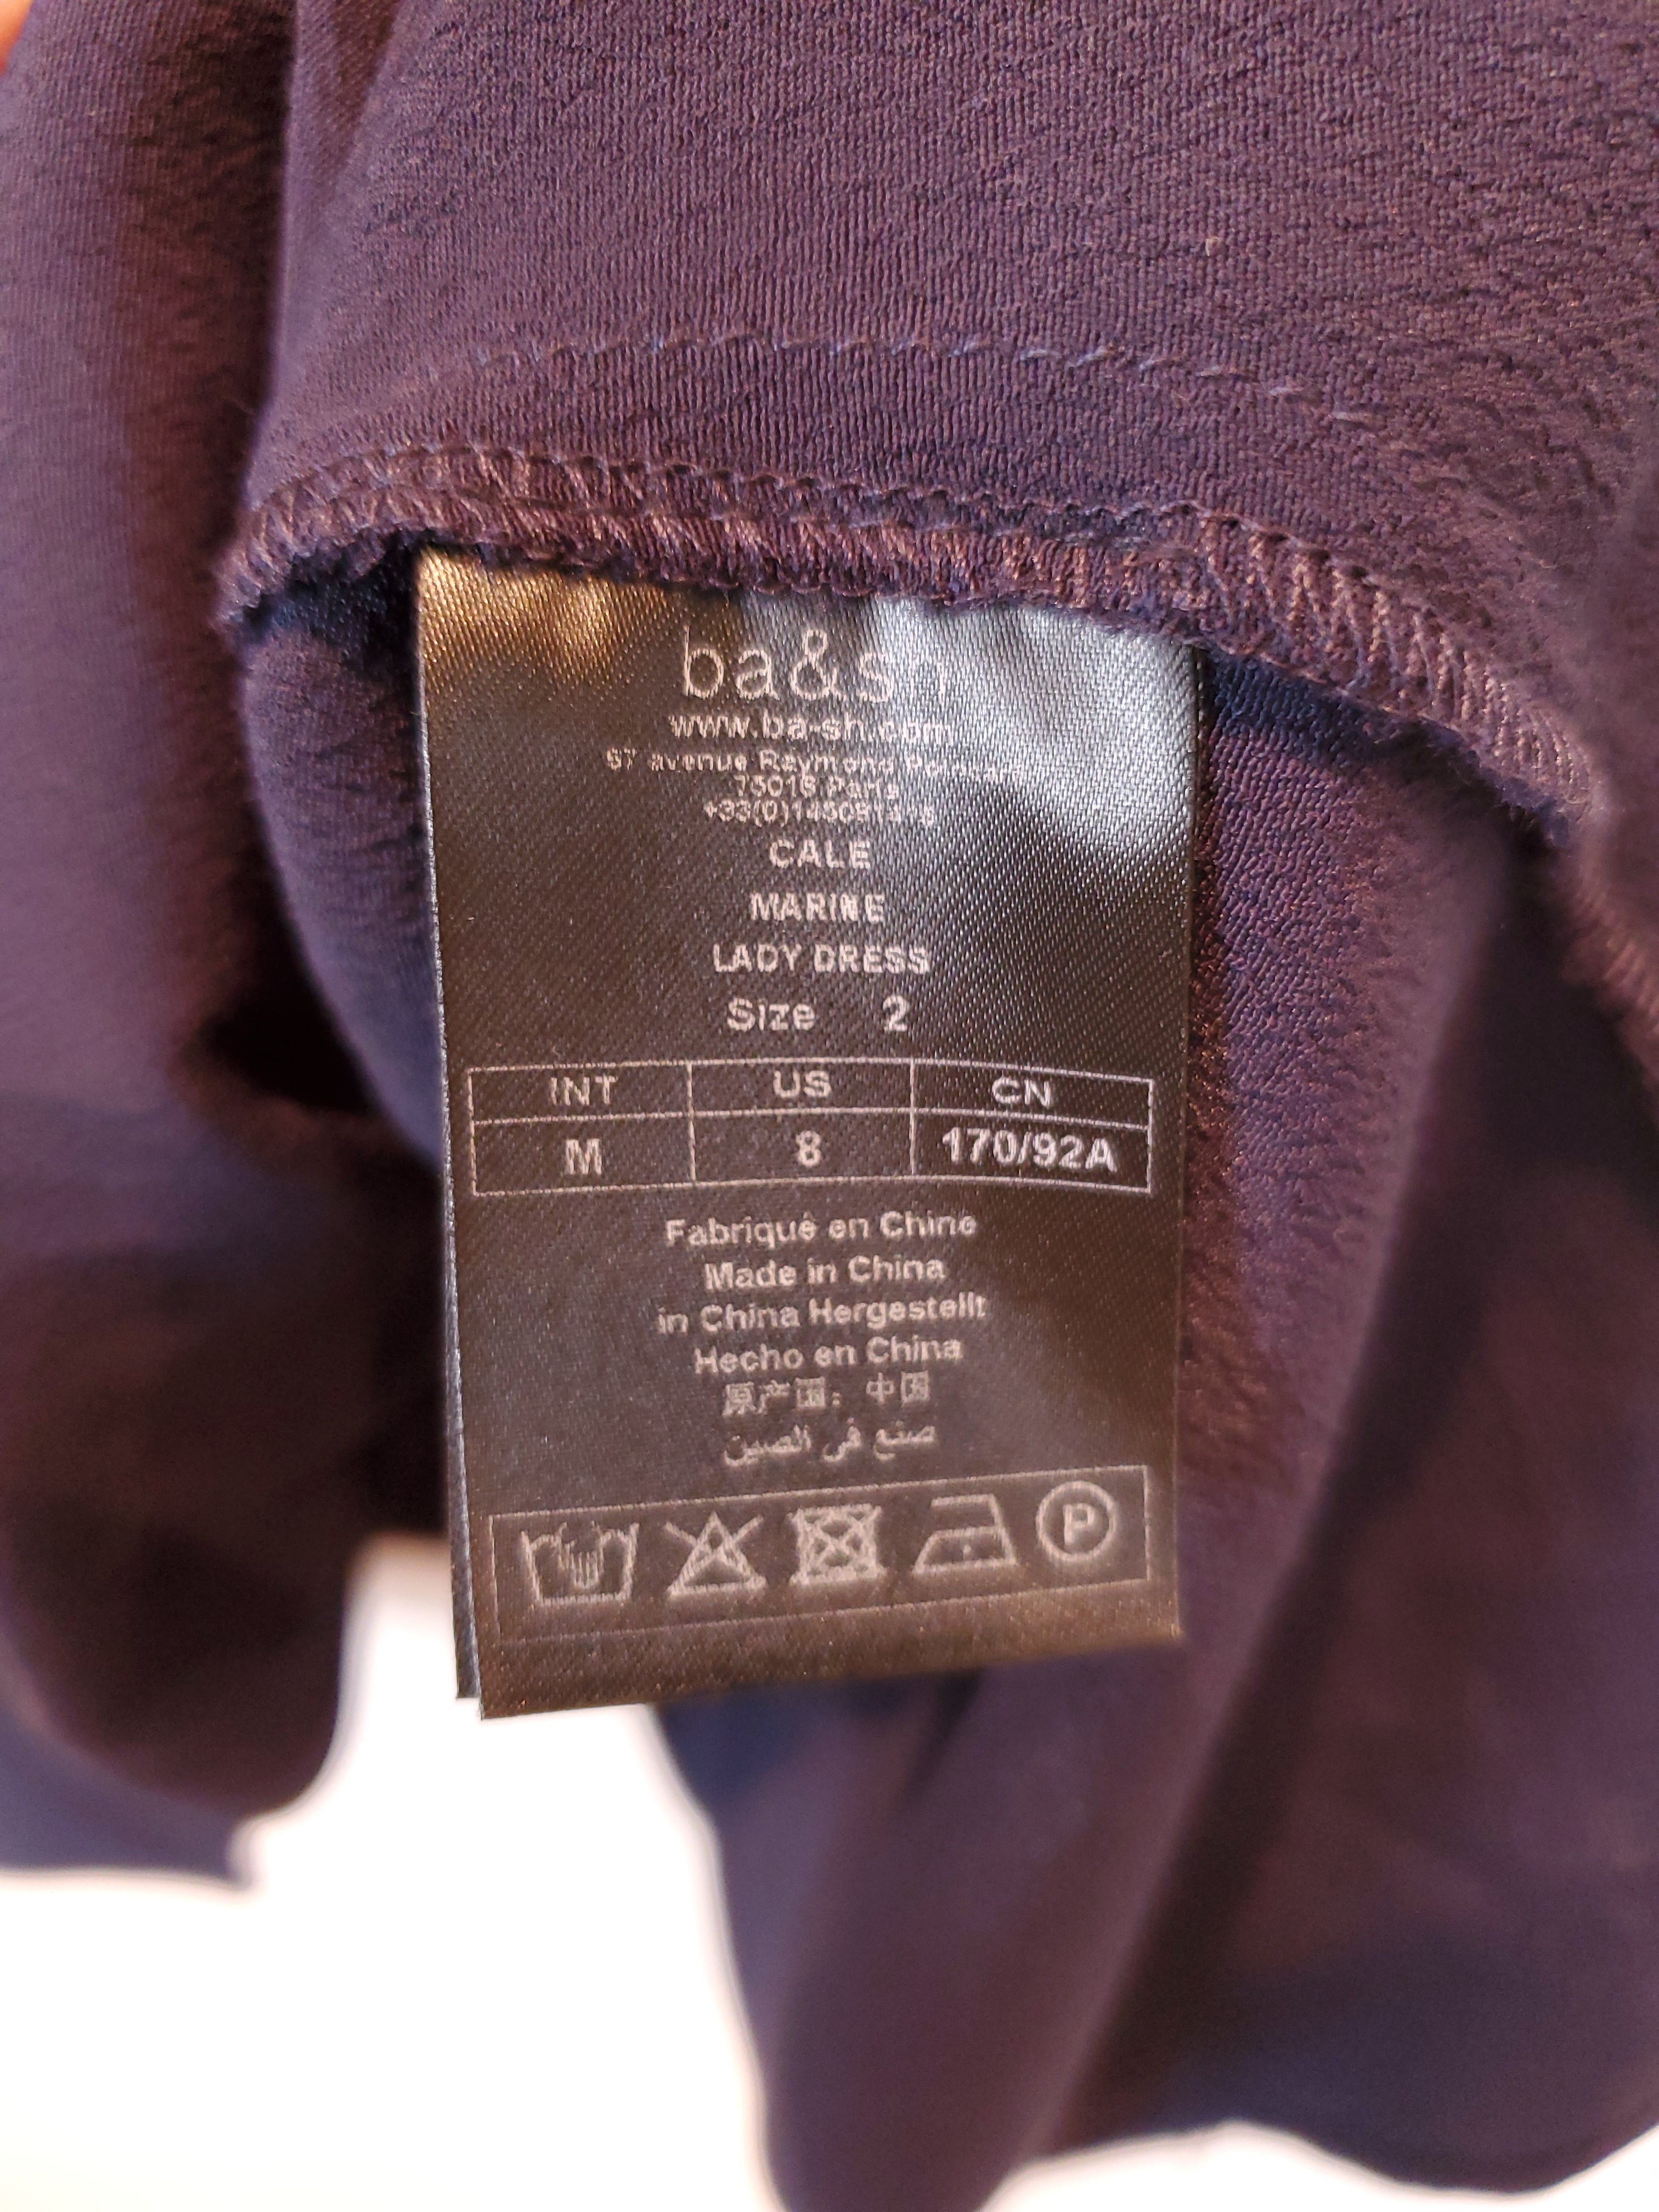 ba&sh
www.ba-sh.com
67 avenue Raymond
75016 Paris
CALE
MARINE
LADY DRESS
Size 2
INT US CN
M 8 170/92A
Fabriqué en Chine
Made in China
in China Hergestellt
Hecho en China
原产国：中国
صنع في الصين
P